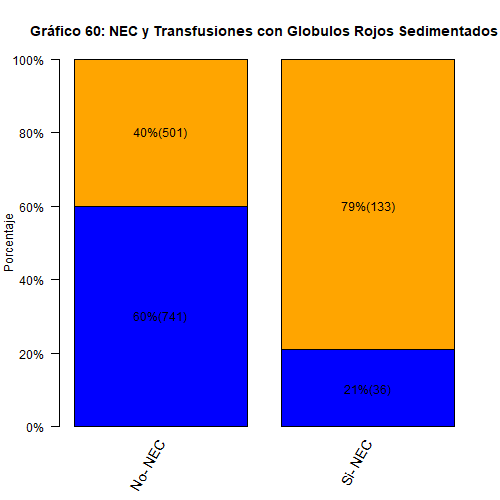 Gráfico 60: NEC y Transfusiones con Globulos Rojos Sedimentados
100%
80%
60%
40%
20%
0%
Porcentaje
40%(501)
60%(741)
79%(133)
21%(36)
No- NEC
Si- NEC